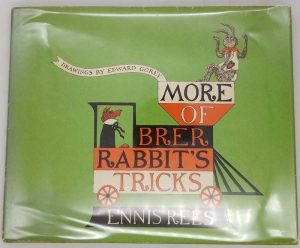 DRAWINGS BY EDWARD GOREY
MORE
OF
BRER
RABBIT'S
TRICKS
ENNIS REES